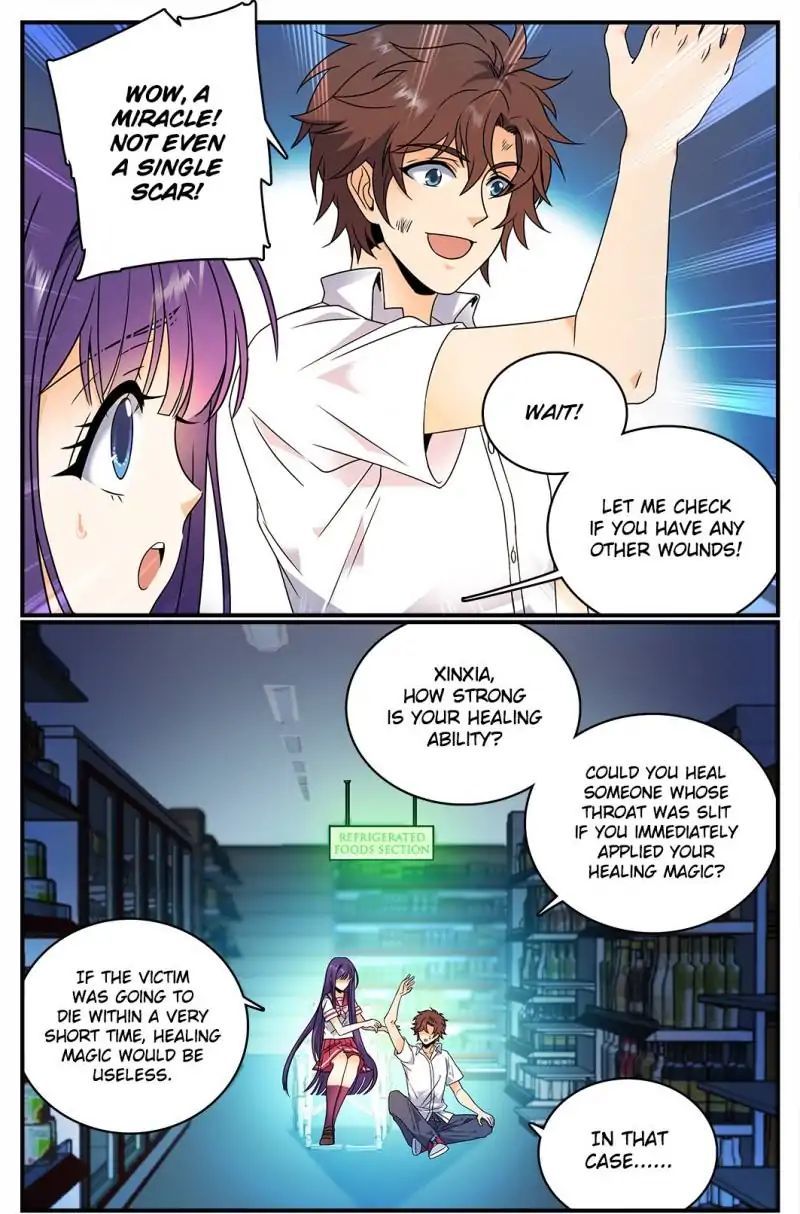 WOW, A
MIRACLE!
NOT EVEN
A SINGLE
SCAR!
WAIT!
LET ME CHECK
IF YOU HAVE ANY
OTHER WOUNDS!
XINXIA,
HOW STRONG
IS YOUR HEALING
ABILITY?
COULD YOU HEAL
SOMEONE WHOSE
THROAT WAS SLIT
IF YOU IMMEDIATELY
APPLIED YOUR
HEALING MAGIC?
REFRIGERATED
FOODS SECTION
IF THE VICTIM
WAS GOING TO
DIE WITHIN A VERY
SHORT TIME, HEALING
MAGIC WOULD BE
USELESS.
IN THAT
CASE......